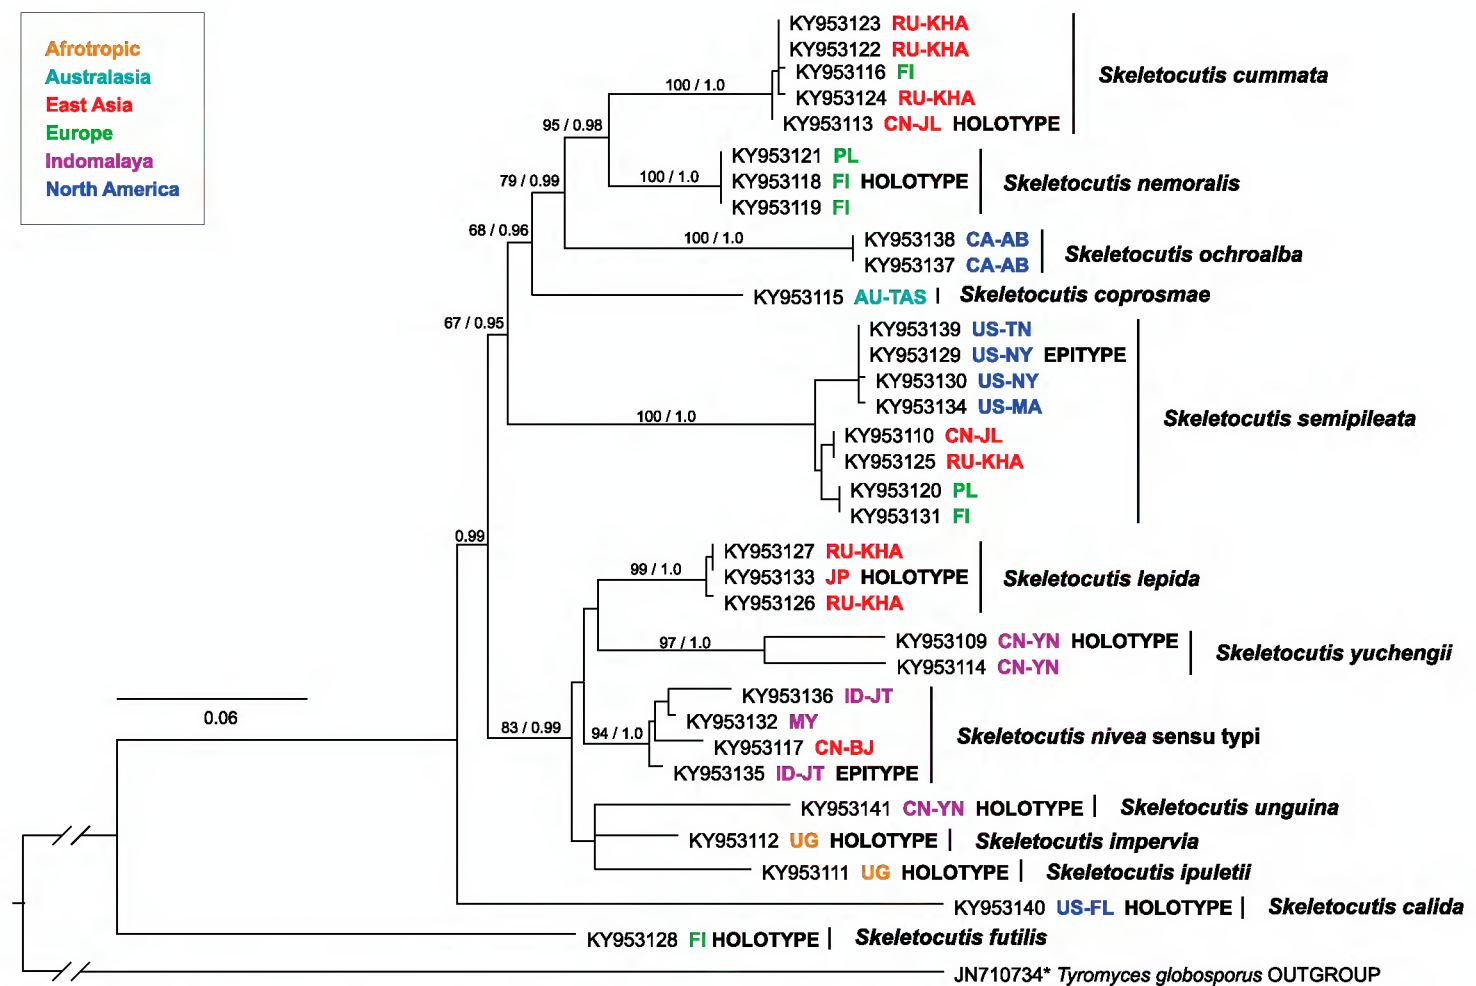 Afrotropic
Australasia
East Asia
Europe
Indomalaya
North America
KY953123 RU-KHA
KY953122 RU-KHA
KY953116 FI
KY953124 RU-KHA
KY953113 CN-JL HOLOTYPE
Skeletocutis cummata
100 / 1.0
95 / 0.98
KY953121 PL
KY953118 FI HOLOTYPE
KY953119 FI
Skeletocutis nemoralis
100 / 1.0
79 / 0.99
KY953138 CA-AB
KY953137 CA-AB
Skeletocutis ochroalba
100 / 1.0
68 / 0.96
KY953115 AU-TAS
Skeletocutis coprosmae
67 / 0.95
KY953139 US-TN
KY953129 US-NY EPITYPE
KY953130 US-NY
KY953134 US-MA
KY953110 CN-JL
KY953125 RU-KHA
KY953120 PL
KY953131 FI
Skeletocutis semipileata
100 / 1.0
0.99
KY953127 RU-KHA
KY953133 JP HOLOTYPE
KY953126 RU-KHA
Skeletocutis lepida
99 / 1.0
KY953109 CN-YN HOLOTYPE
KY953114 CN-YN
Skeletocutis yuchengii
97 / 1.0
KY953136 ID-JT
KY953132 MY
KY953117 CN-BJ
KY953135 ID-JT EPITYPE
Skeletocutis nivea sensu typi
83 / 0.99
94 / 1.0
0.06
KY953141 CN-YN HOLOTYPE
Skeletocutis unguina
KY953112 UG HOLOTYPE
Skeletocutis impervia
KY953111 UG HOLOTYPE
Skeletocutis ipuletii
KY953140 US-FL HOLOTYPE
Skeletocutis calida
KY953128 FI HOLOTYPE
Skeletocutis futilis
JN710734* Tyromyces globosporus OUTGROUP